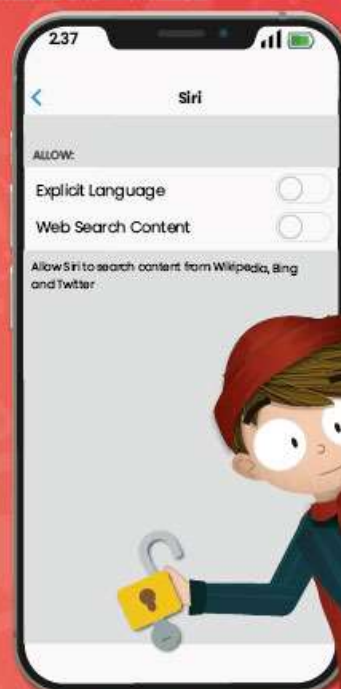 2.37
Siri
ALLOW:
Explicit Language
Web Search Content
Allow Siri to search content from Wikipedia, Bing
and Twitter